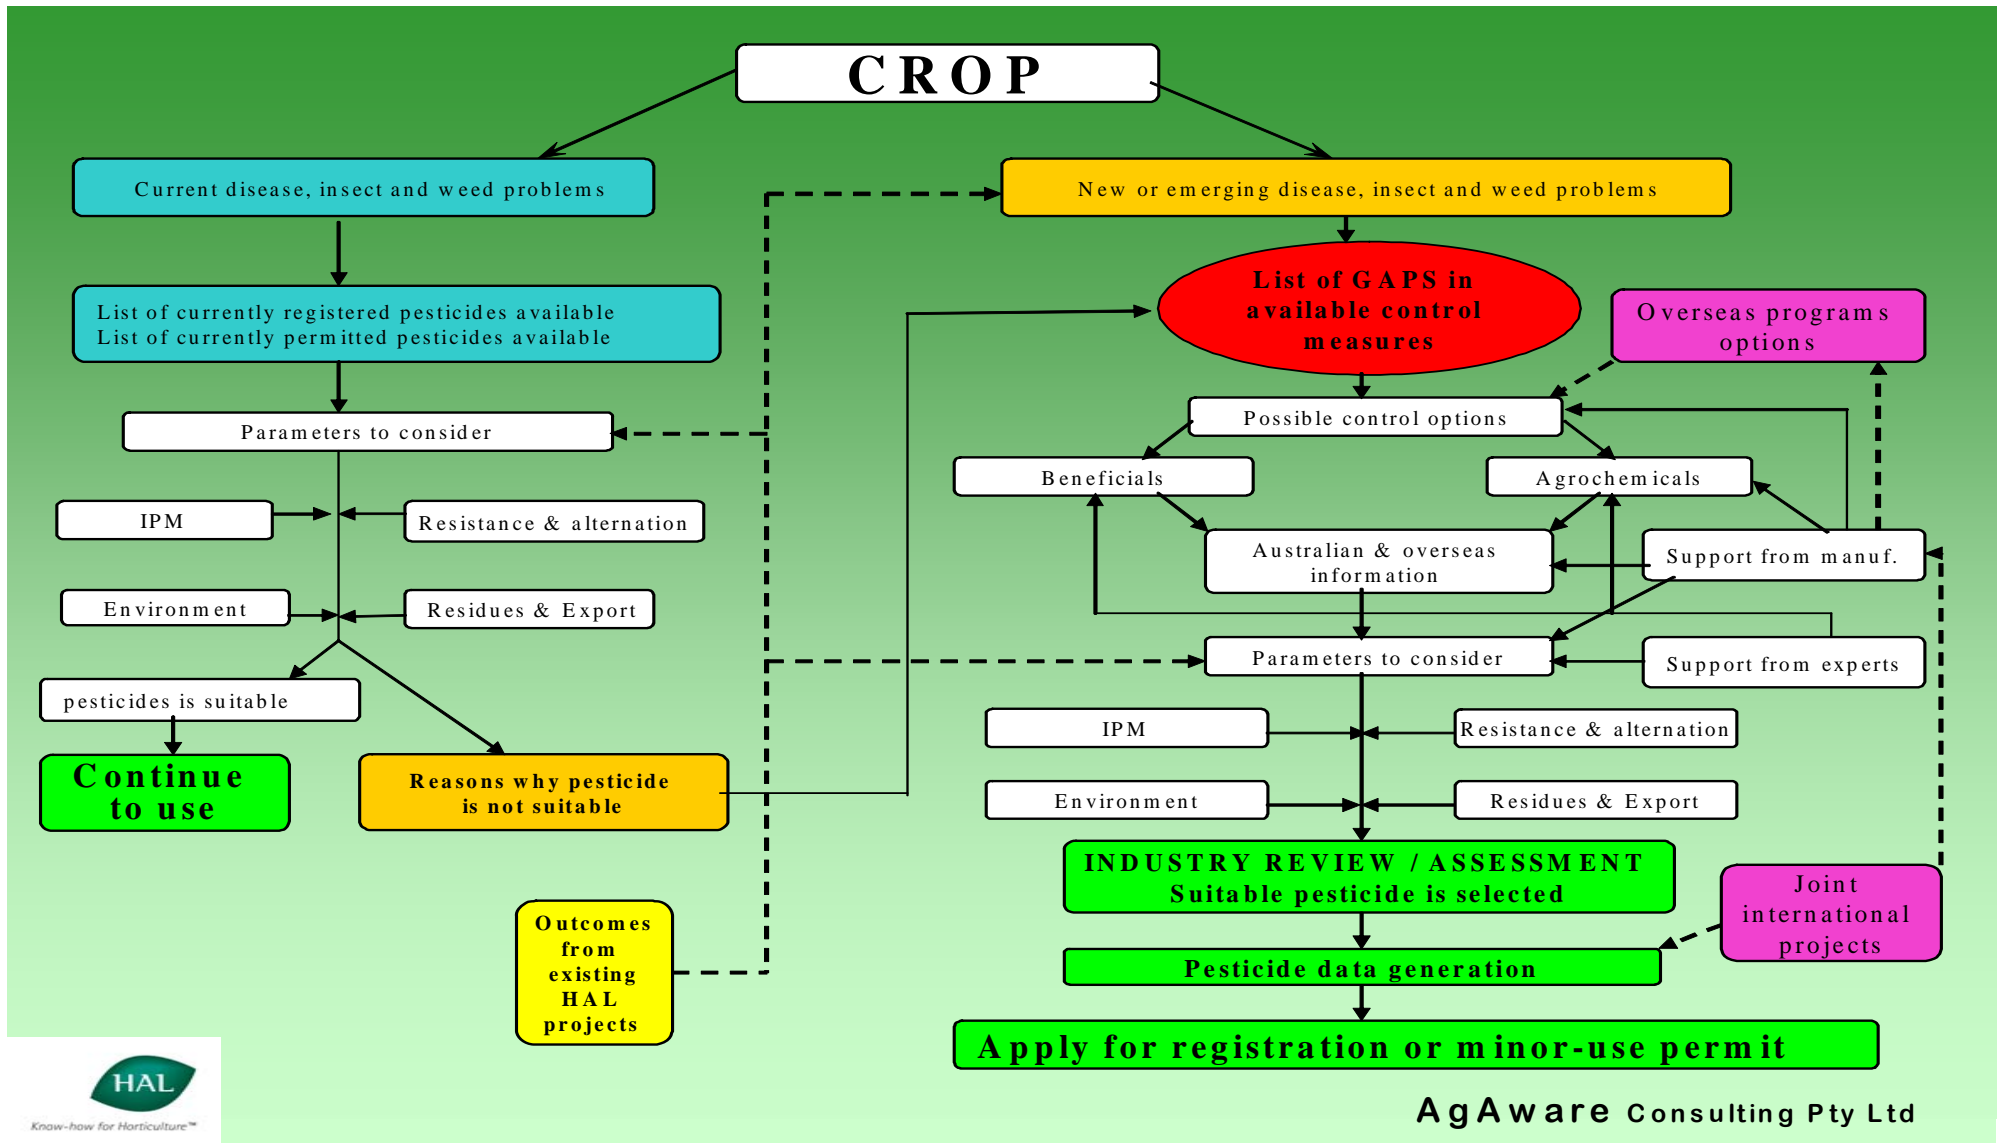 CROP
Current disease, insect and weed problems
New or emerging disease, insect and weed problems
List of currently registered pesticides available
List of currently permitted pesticides available
List of GAPS in
available control
measures
Overseas programs
options
Parameters to consider
Possible control options
Beneficials
Agrochemicals
IPM
Resistance & alternation
Australian & overseas
information
Support from manuf.
Environment
Residues & Export
Parameters to consider
Support from experts
pesticides is suitable
IPM
Resistance & alternation
Continue
to use
Reasons why pesticide
is not suitable
Environment
Residues & Export
INDUSTRY REVIEW / ASSESSMENT
Suitable pesticide is selected
Joint
international
projects
Outcomes
from
existing
HAL
projects
Pesticide data generation
Apply for registration or minor-use permit
HAL
Know-how for Horticulture™
AgAware Consulting Pty Ltd